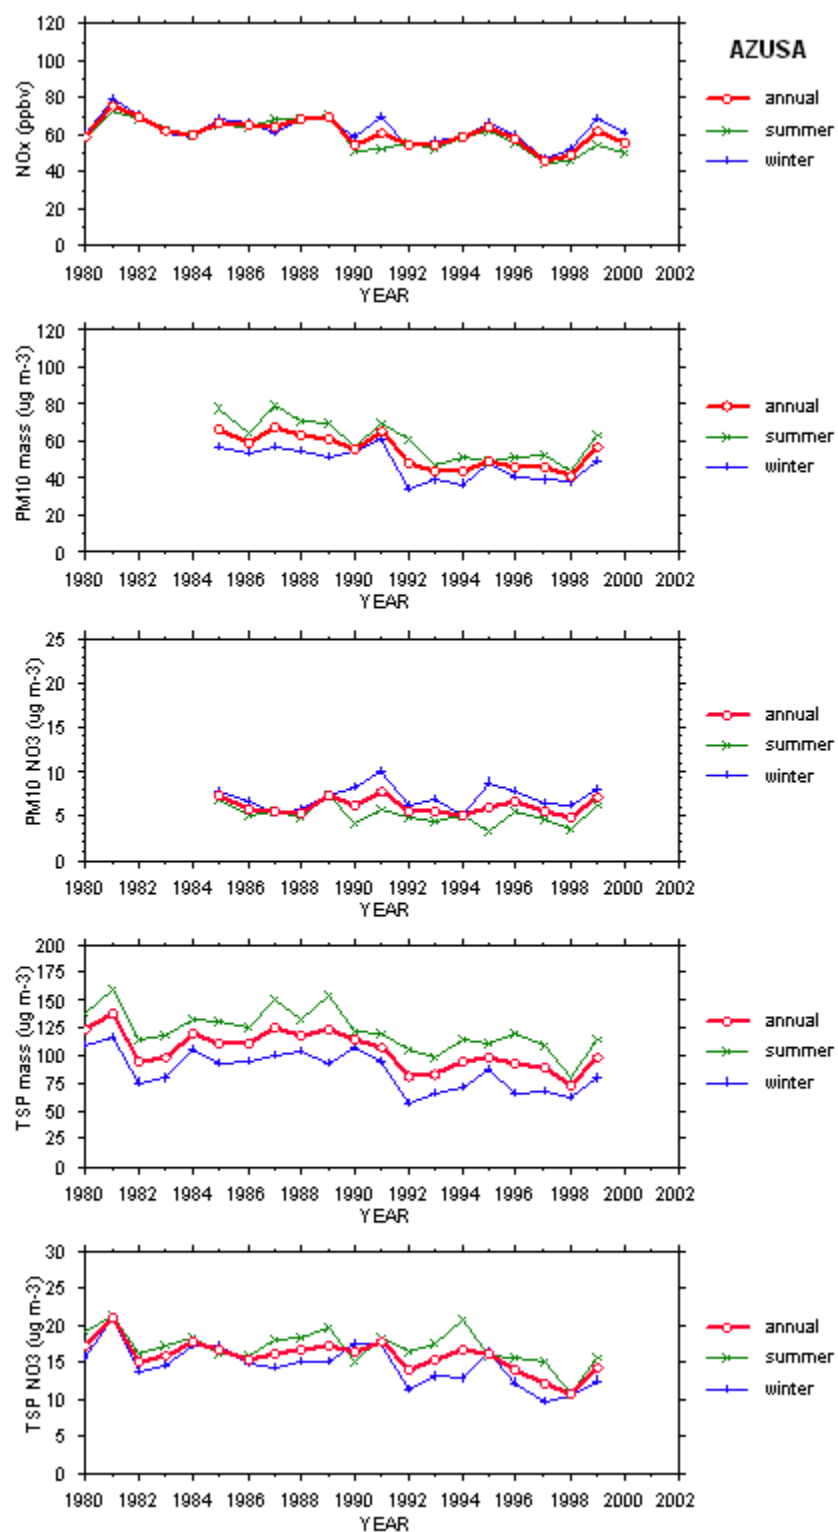 AZUSA
120
100
80
60
40
20
0
NOx (ppbv)
1980 1982 1984 1986 1988 1990 1992 1994 1996 1998 2000 2002
YEAR
annual
summer
winter
120
100
80
60
40
20
0
PM10 mass (ug m-3)
1980 1982 1984 1986 1988 1990 1992 1994 1996 1998 2000 2002
YEAR
annual
summer
winter
25
20
15
10
5
0
PM10 NO3 (ug m-3)
1980 1982 1984 1986 1988 1990 1992 1994 1996 1998 2000 2002
YEAR
annual
summer
winter
200
175
150
125
100
75
50
25
0
TSP mass (ug m-3)
1980 1982 1984 1986 1988 1990 1992 1994 1996 1998 2000 2002
YEAR
annual
summer
winter
30
25
20
15
10
5
0
TSP NO3 (ug m-3)
1980 1982 1984 1986 1988 1990 1992 1994 1996 1998 2000 2002
YEAR
annual
summer
winter